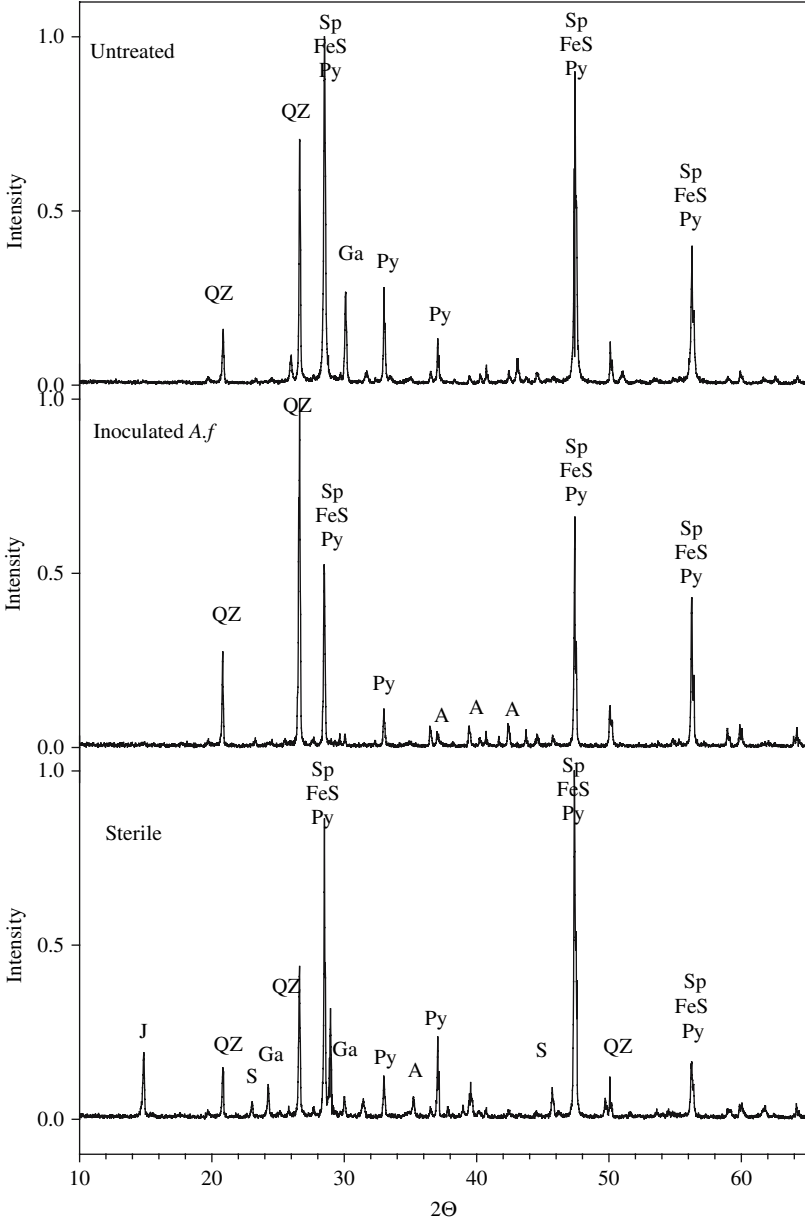 Untreated
Intensity
1.0
0.5
0.0
QZ
QZ
Sp
FeS
Py
Ga
Py
Py
Sp
FeS
Py
Sp
FeS
Py
Inoculated A.f
Intensity
1.0
0.5
0.0
QZ
QZ
Sp
FeS
Py
Py
A
A
A
Sp
FeS
Py
Sp
FeS
Py
Sterile
Intensity
1.0
0.5
0.0
J
QZ
S
Ga
QZ
Sp
FeS
Py
Ga
Py
A
Py
S
Sp
FeS
Py
QZ
Sp
FeS
Py
10
20
30
40
50
60
2Θ